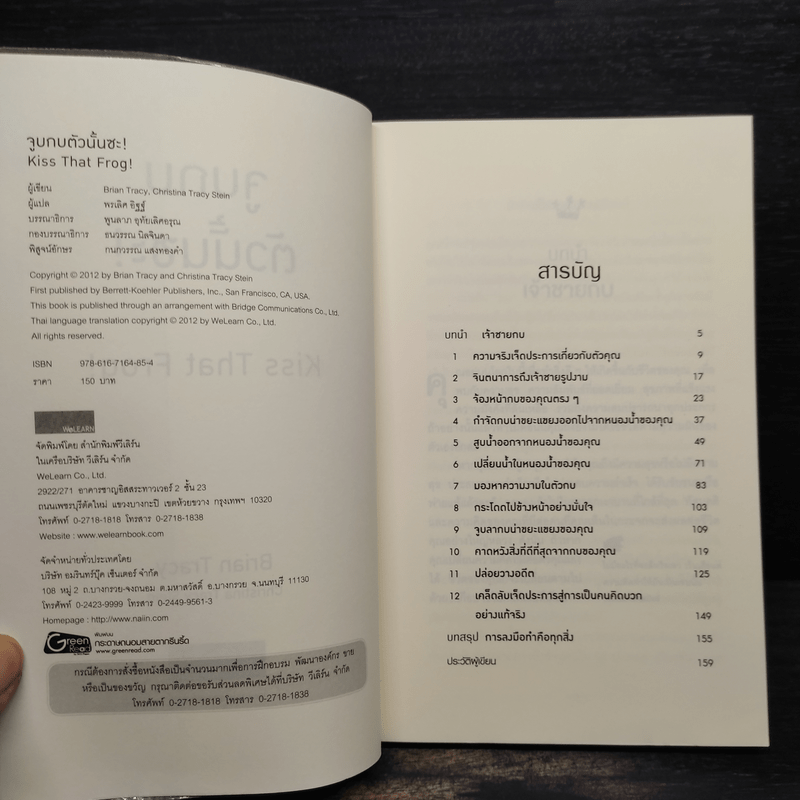 จูบกบตัวนั้นซะ!
Kiss That Frog!
ผู้เขียน Brian Tracy, Christina Tracy Stein
ผู้แปล พรเลิศ อิฐฐ์
บรรณาธิการ พูนลาภ อุทัยเลิศอรุณ
กองบรรณาธิการ ธนวรรณ นิลจินดา
พิสูจน์อักษร กนกวรรณ แสงทองคำ
Copyright © 2012 by Brian Tracy and Christina Tracy Stein
First published by Berrett-Koehler Publishers, Inc., San Francisco, CA, USA.
This book is published through an arrangement with Bridge Communications Co., Ltd.
Thai language translation copyright © 2012 by WeLearn Co., Ltd.
All rights reserved.
ISBN 978-616-7164-85-4
ราคา 150 บาท
WeLEARN
จัดพิมพ์โดย สำนักพิมพ์วีเลิร์น
ในเครือบริษัท วีเลิร์น จำกัด
WeLearn Co., Ltd.
2922/271 อาคารชาญอิสสระทาวเวอร์ 2 ชั้น 23
ถนนเพชรบุรีตัดใหม่ แขวงบางกะปิ เขตห้วยขวาง กรุงเทพฯ 10320
โทรศัพท์ 0-2718-1818 โทรสาร 0-2718-1838
Website : www.welearnbook.com
จัดจำหน่ายทั่วประเทศโดย
บริษัท อมรินทร์บุ๊ค เซ็นเตอร์ จำกัด
108 หมู่ 2 ถ.บางกรวย-จงถนอม ต.มหาสวัสดิ์ อ.บางกรวย จ.นนทบุรี 11130
โทรศัพท์ 0-2423-9999 โทรสาร 0-2449-9561-3
Homepage : http://www.naiin.com
Green Read พิมพ์บน
กระดาษถนอมสายตากรีนรี้ด
www.greenread.com
กรณีต้องการสั่งซื้อหนังสือเป็นจำนวนมากเพื่อการฝึกอบรม พัฒนาองค์กร ขาย
หรือเป็นของขวัญ กรุณาติดต่อขอรับส่วนลดพิเศษได้ที่บริษัท วีเลิร์น จำกัด
โทรศัพท์ 0-2718-1818 โทรสาร 0-2718-1838
สารบัญ
บทนำ เจ้าชายกบ 5
1 ความจริงเจ็ดประการเกี่ยวกับตัวคุณ 9
2 จินตนาการถึงเจ้าชายรูปงาม 17
3 จ้องหน้ากบของคุณตรง ๆ 23
4 กำจัดกบน่าขยะแขยงออกไปจากหนองน้ำของคุณ 37
5 สูบน้ำออกจากหนองน้ำของคุณ 49
6 เปลี่ยนน้ำในหนองน้ำของคุณ 71
7 มองหาความงามในตัวกบ 83
8 กระโดดไปข้างหน้าอย่างมั่นใจ 103
9 จูบลากบน่าขยะแขยงของคุณ 109
10 คาดหวังสิ่งที่ดีที่สุดจากกบของคุณ 119
11 ปล่อยวางอดีต 125
12 เคล็ดลับเจ็ดประการสู่การเป็นคนคิดบวก
อย่างแท้จริง 149
บทสรุป การลงมือทำคือทุกสิ่ง 155
ประวัติผู้เขียน 159